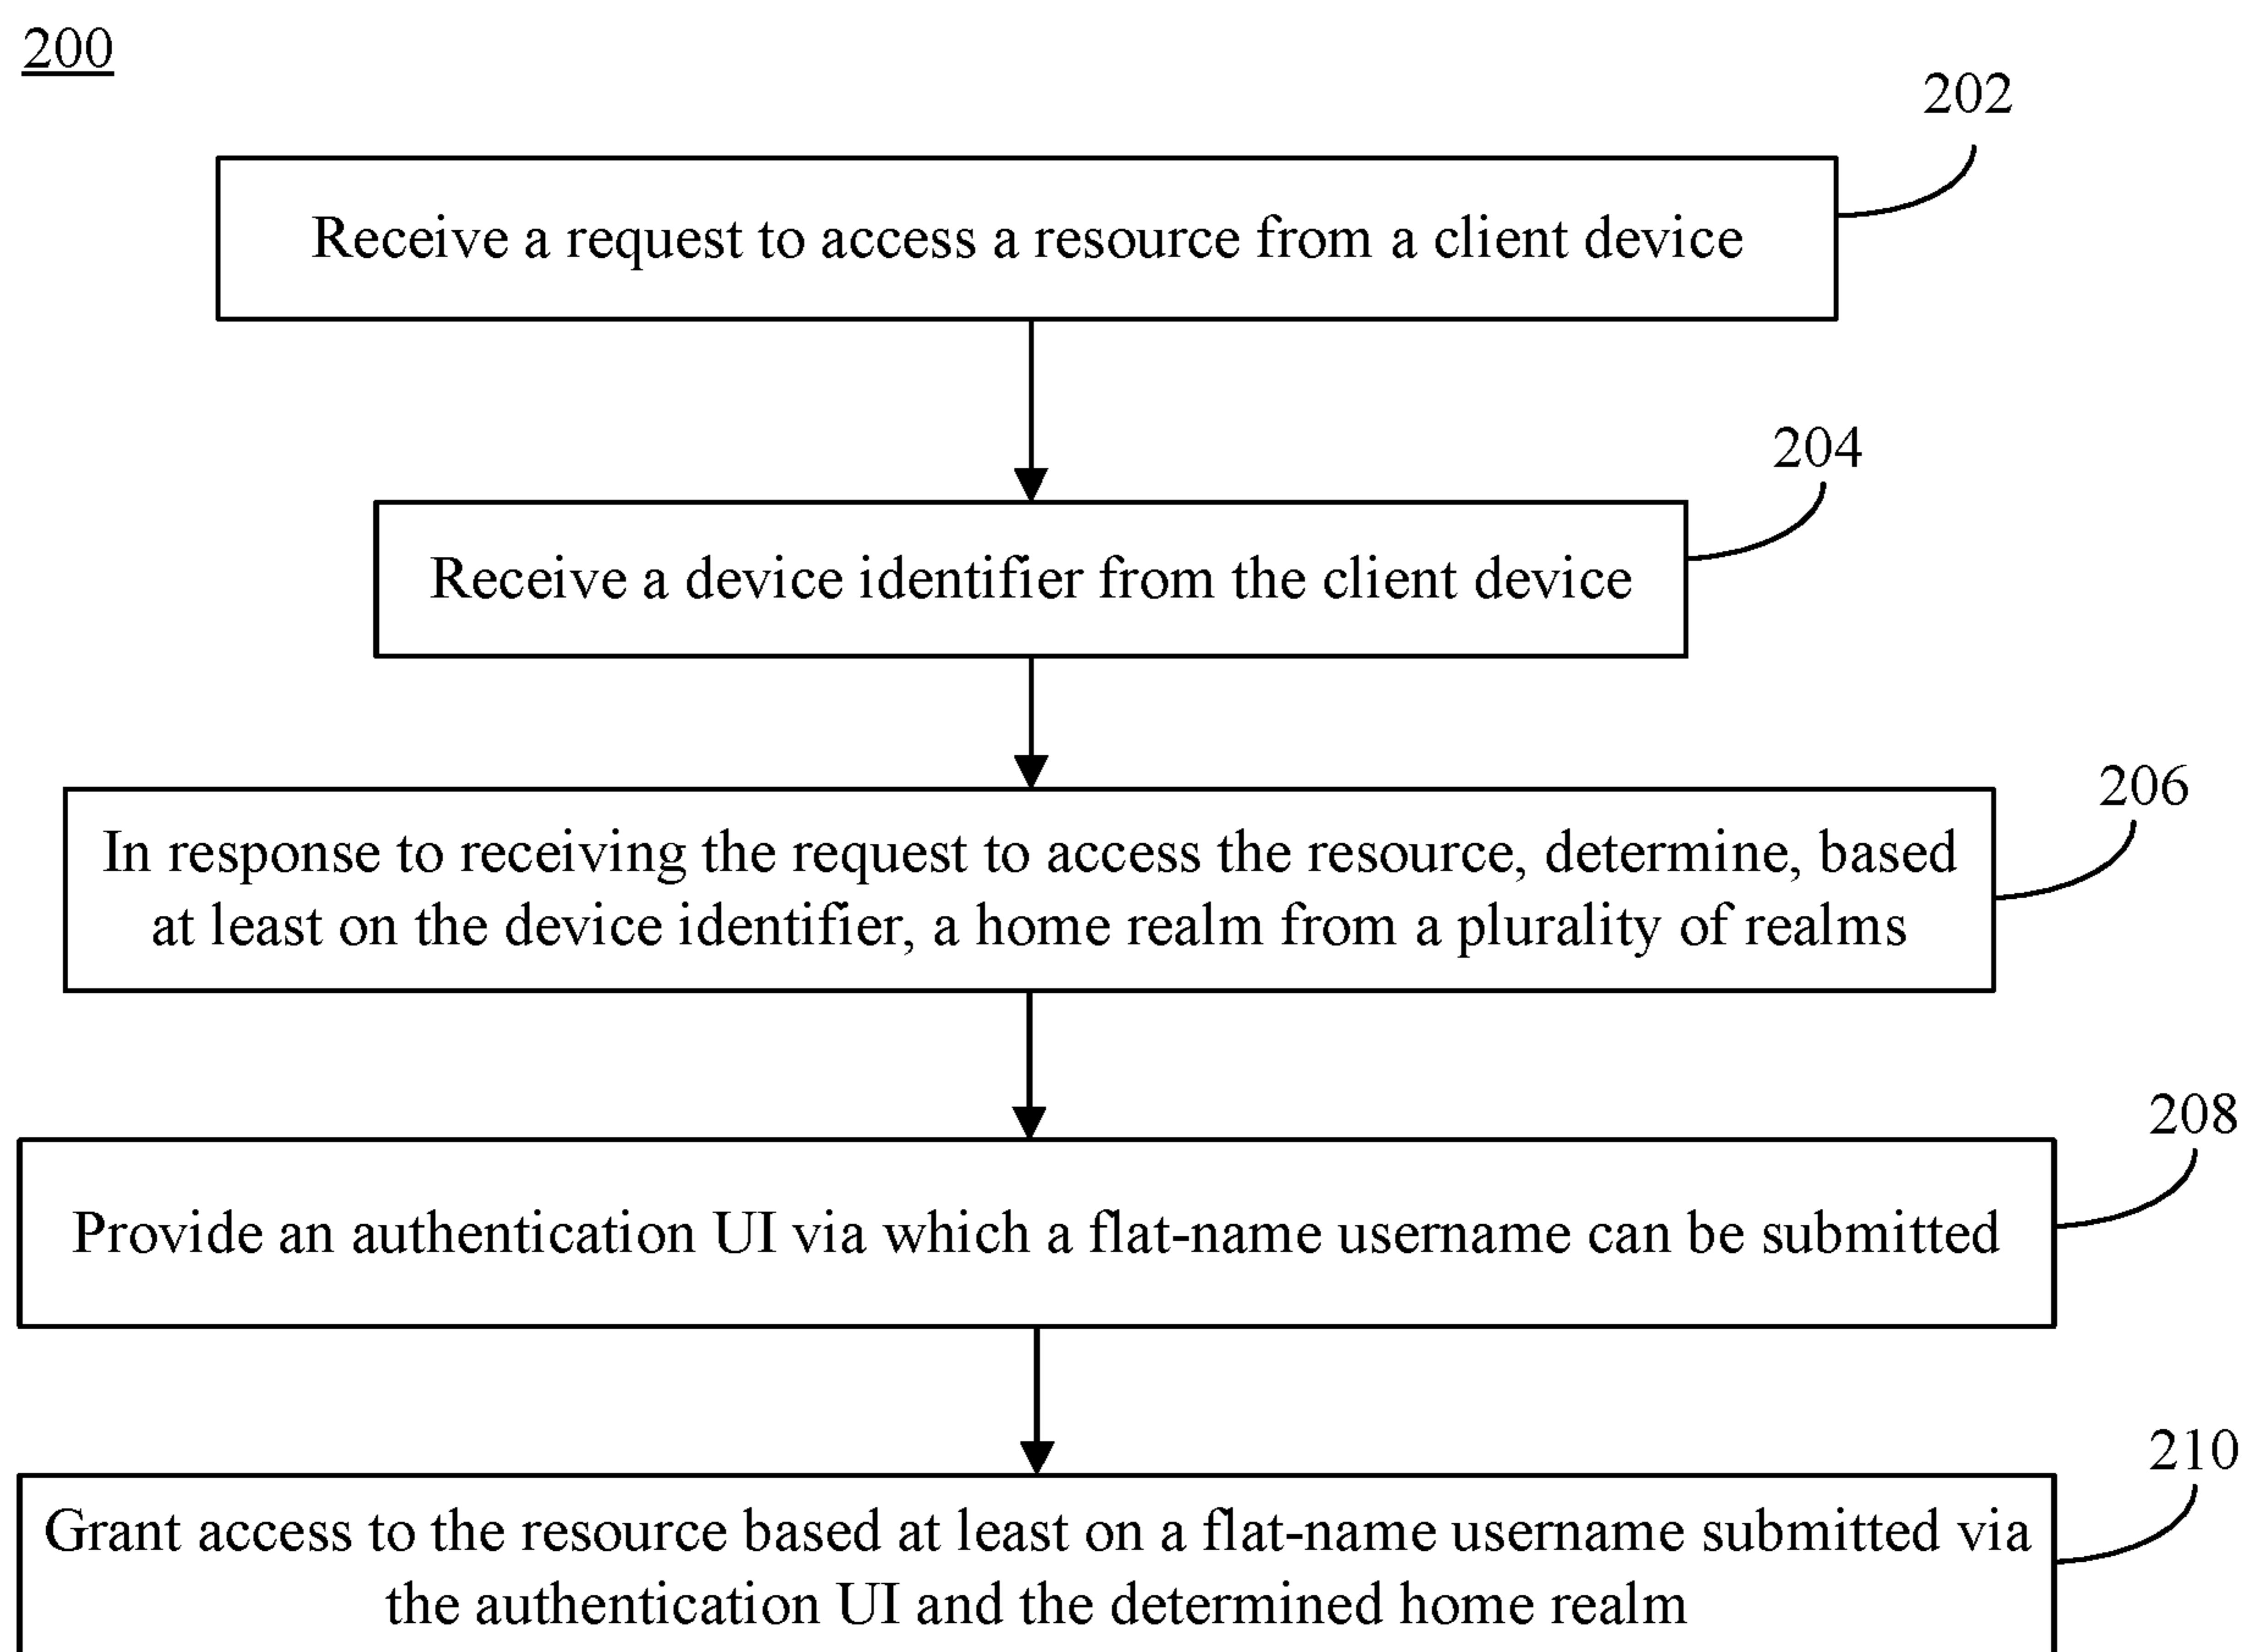 200
202
Receive a request to access a resource from a client device
204
Receive a device identifier from the client device
206
In response to receiving the request to access the resource, determine, based
at least on the device identifier, a home realm from a plurality of realms
208
Provide an authentication UI via which a flat-name username can be submitted
210
Grant access to the resource based at least on a flat-name username submitted via
the authentication UI and the determined home realm